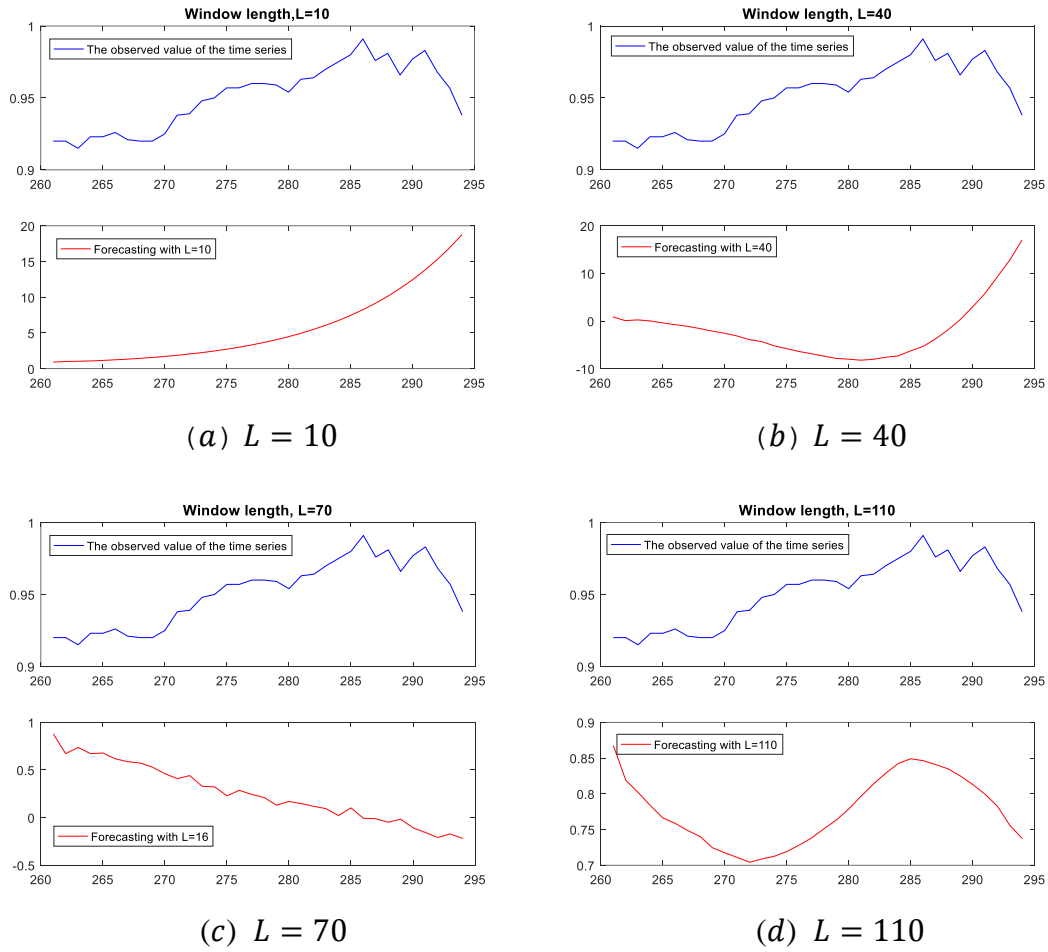 Window length,L=10
1
The observed value of the time series
0.95
0.9
260 265 270 275 280 285 290 295
20
Forecasting with L=10
15
10
5
0
260 265 270 275 280 285 290 295
(a) L = 10
Window length, L=40
1
The observed value of the time series
0.95
0.9
260 265 270 275 280 285 290 295
20
Forecasting with L=40
10
0
-10
260 265 270 275 280 285 290 295
(b) L = 40
Window length, L=70
1
The observed value of the time series
0.95
0.9
260 265 270 275 280 285 290 295
1
0.5
0
Forecasting with L=16
-0.5
260 265 270 275 280 285 290 295
(c) L = 70
Window length, L=110
1
The observed value of the time series
0.95
0.9
260 265 270 275 280 285 290 295
0.9
Forecasting with L=110
0.85
0.8
0.75
0.7
260 265 270 275 280 285 290 295
(d) L = 110